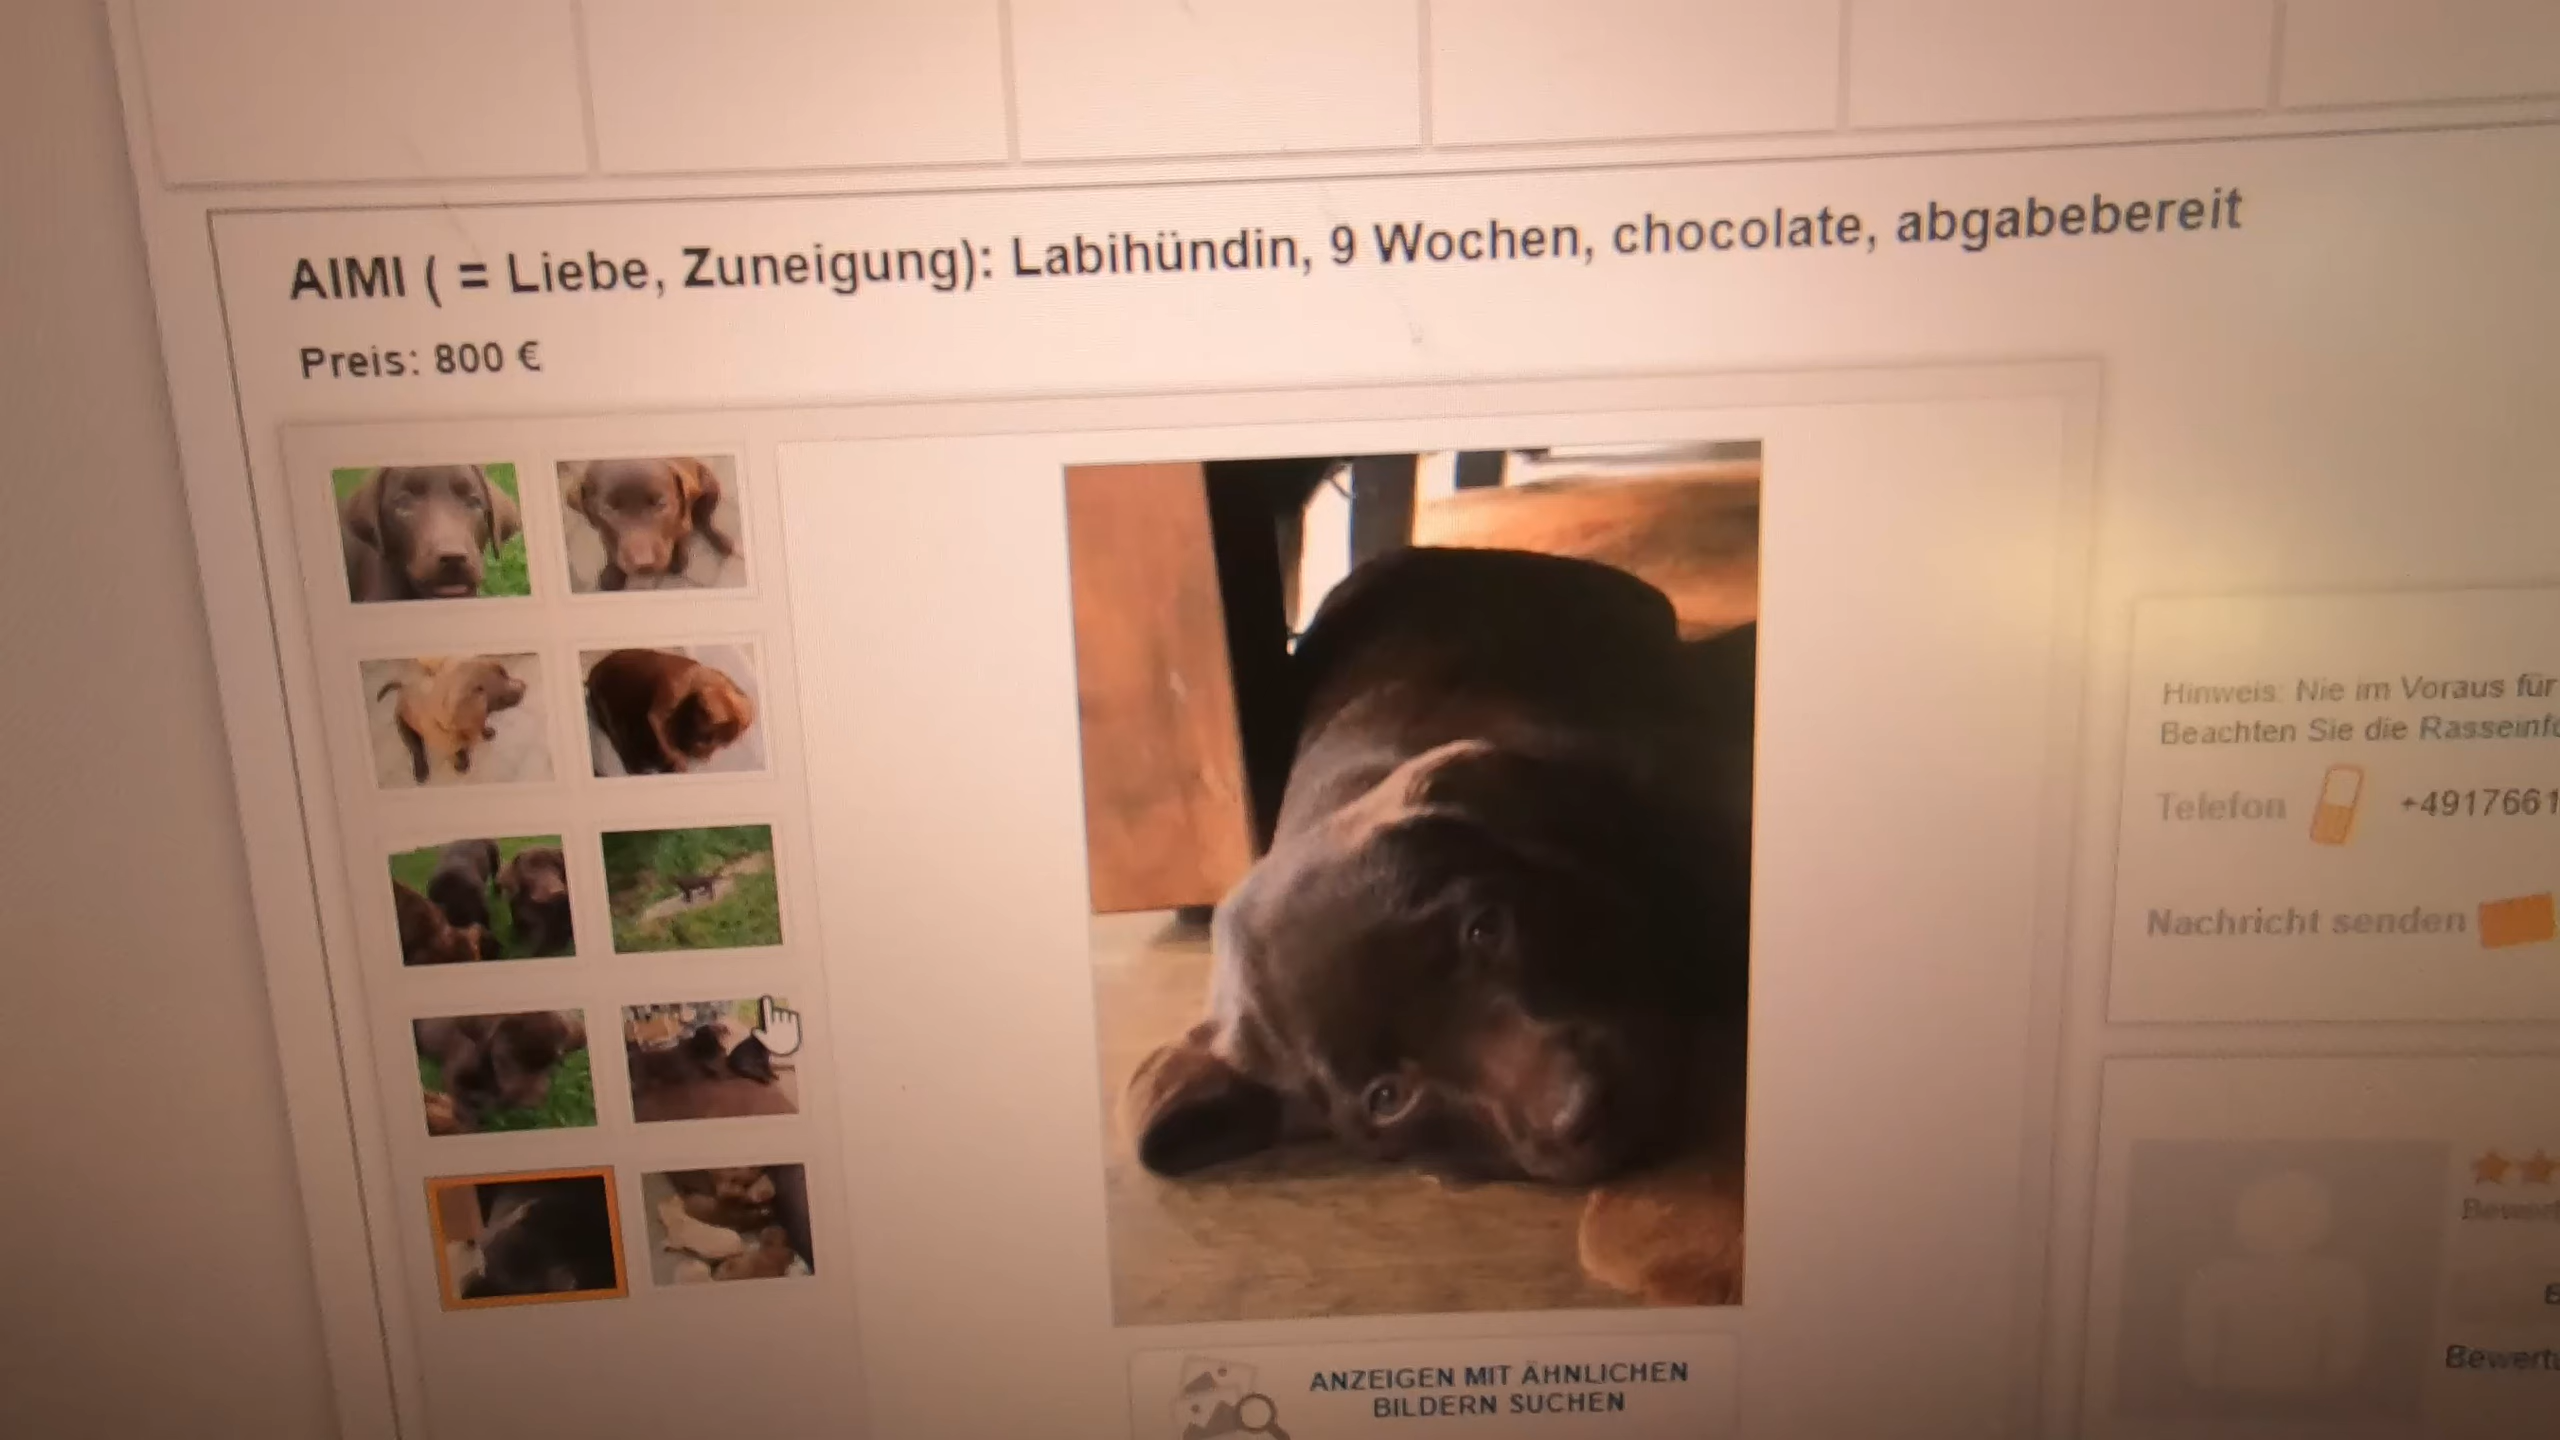 AIMI ( = Liebe, Zuneigung): Labihündin, 9 Wochen, chocolate, abgabebereit
Preis: 800 €
Hinweis: Nie im Voraus für
Beachten Sie die
Telefon +4917661
Nachricht senden
ANZEIGEN MIT ÄHNLICHEN
BILDERN SUCHEN